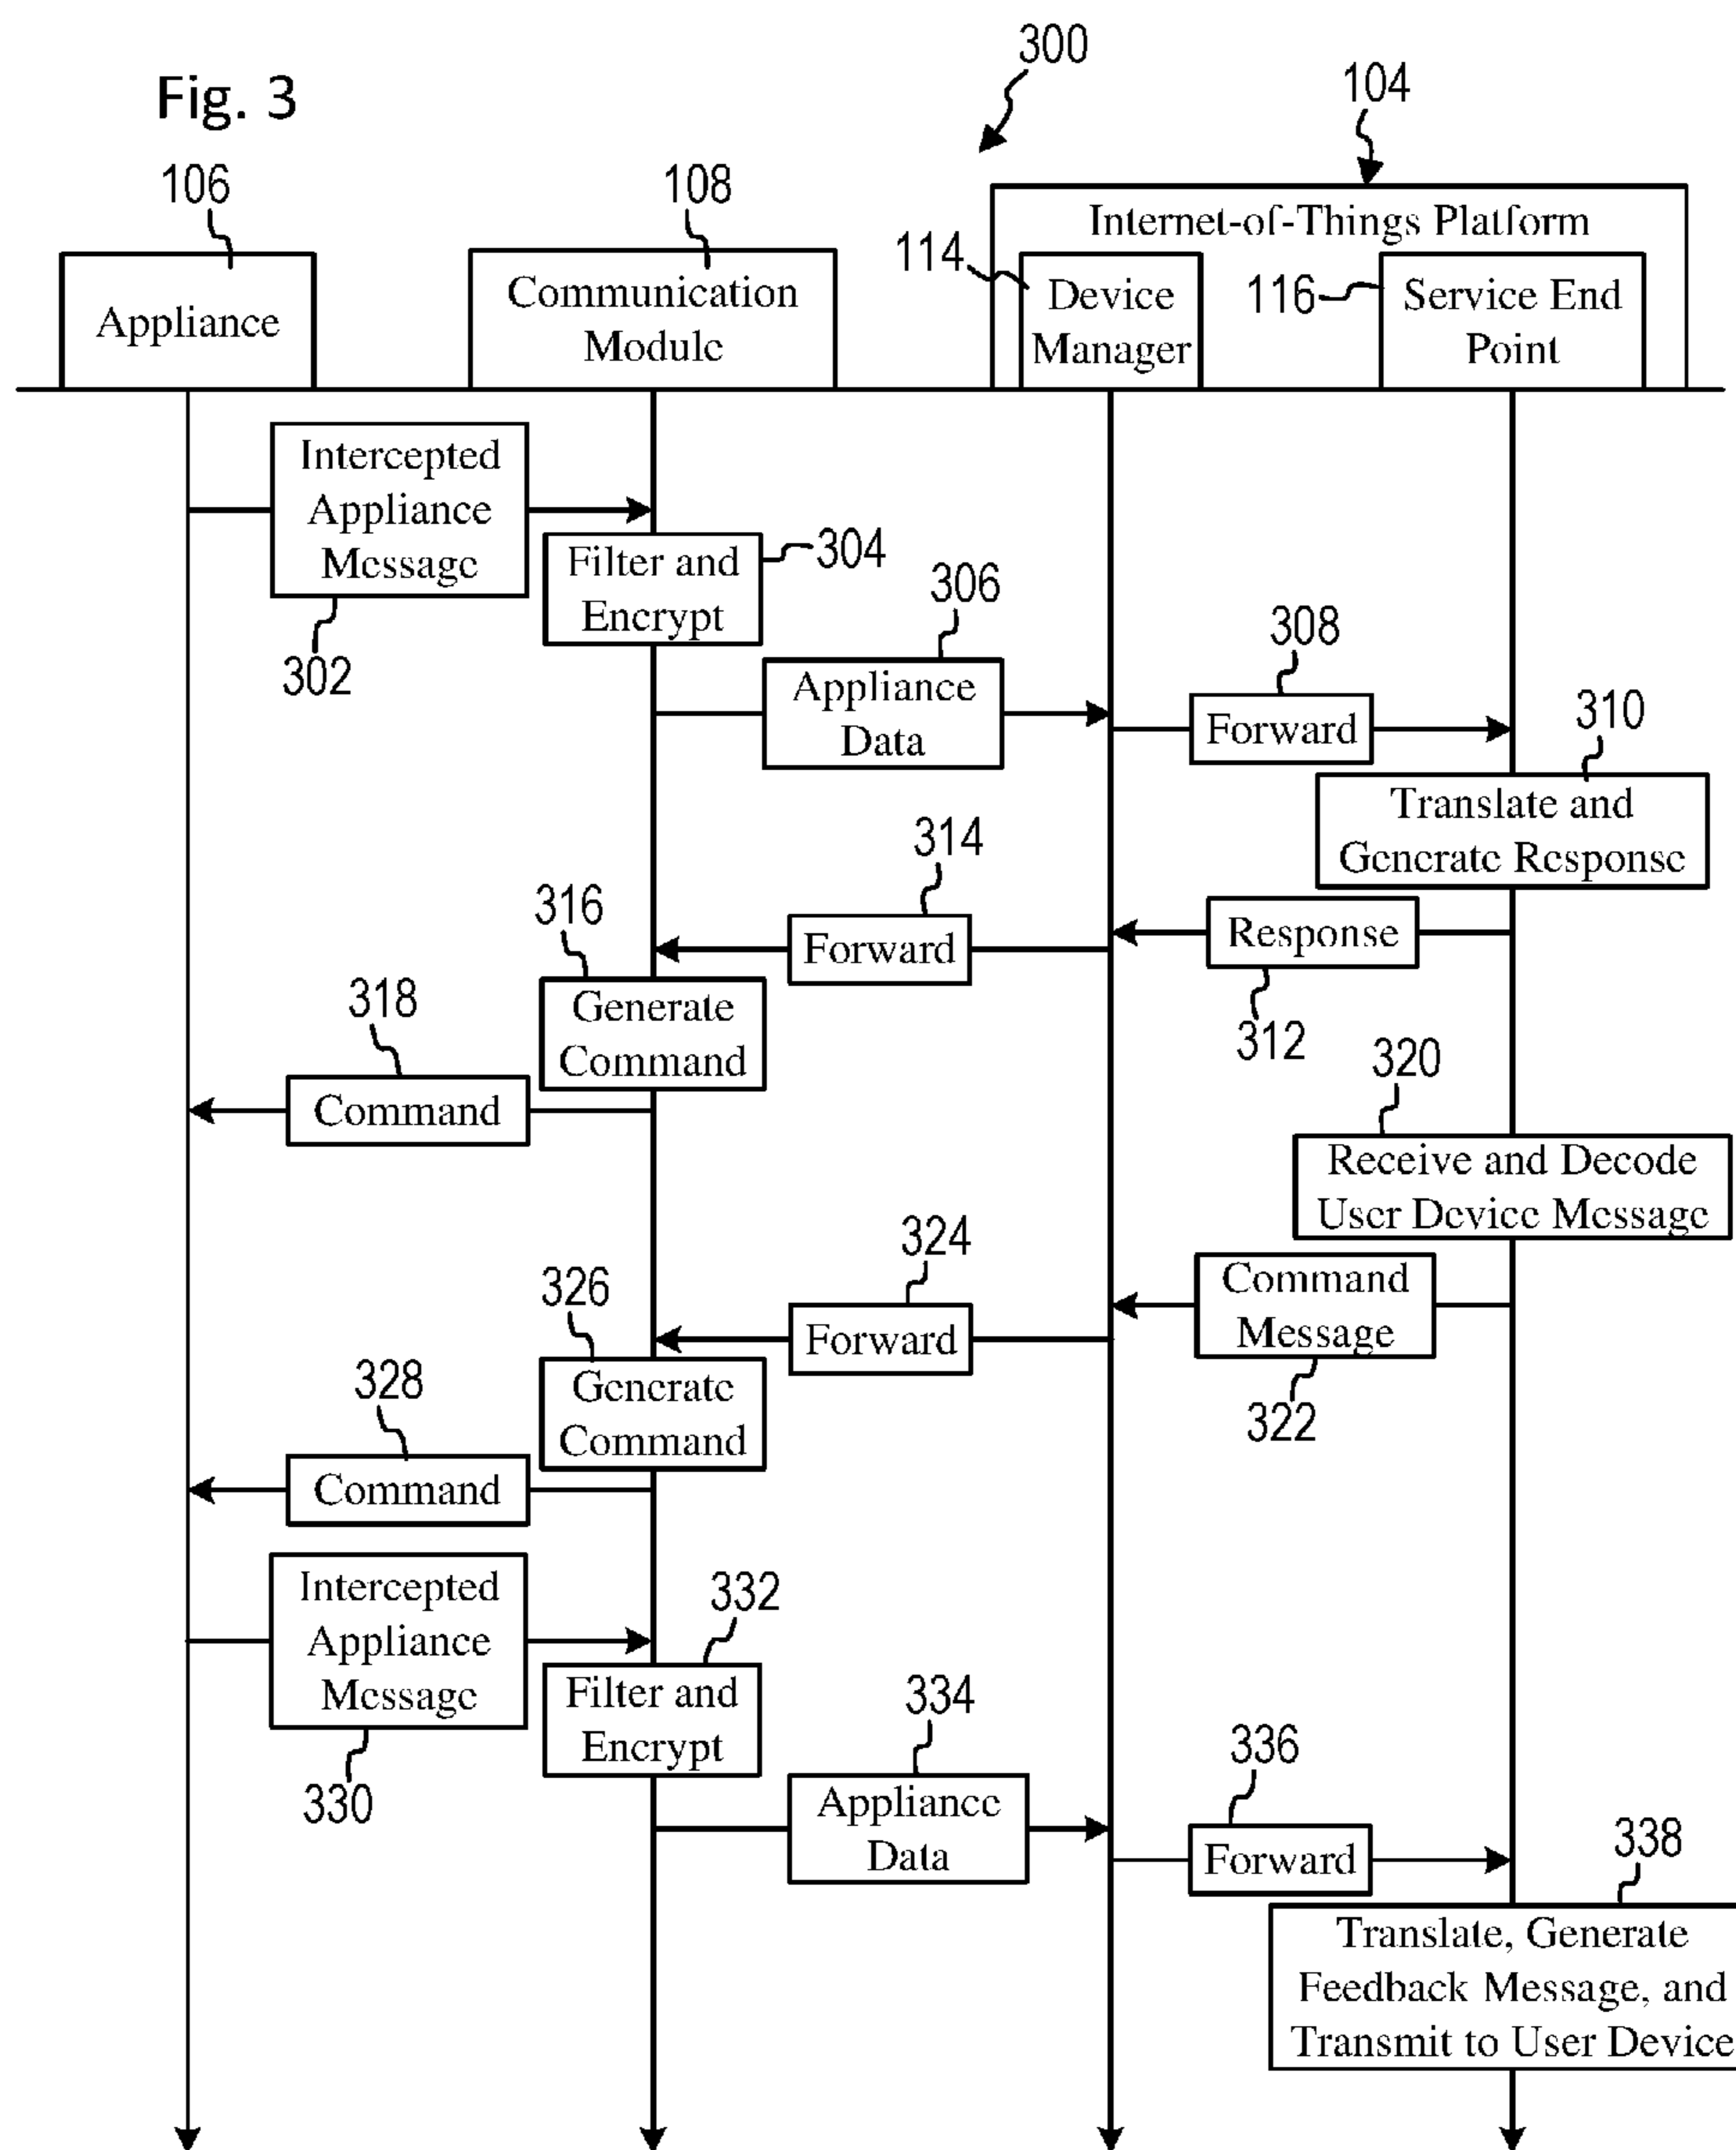 Fig. 3
300
104
106
108
Internet-of-Things Platform
114
116
Appliance
Communication
Module
Device
Manager
Service End
Point
Intercepted
Appliance
Message
302
Filter and
Encrypt
304
306
Appliance
Data
308
Forward
310
Translate and
Generate Response
Response
312
314
Forward
316
Generate
Command
318
Command
320
Receive and Decode
User Device Message
Command
Message
322
324
Forward
326
Generate
Command
328
Command
Intercepted
Appliance
Message
330
332
Filter and
Encrypt
334
Appliance
Data
336
Forward
338
Translate, Generate
Feedback Message, and
Transmit to User Device